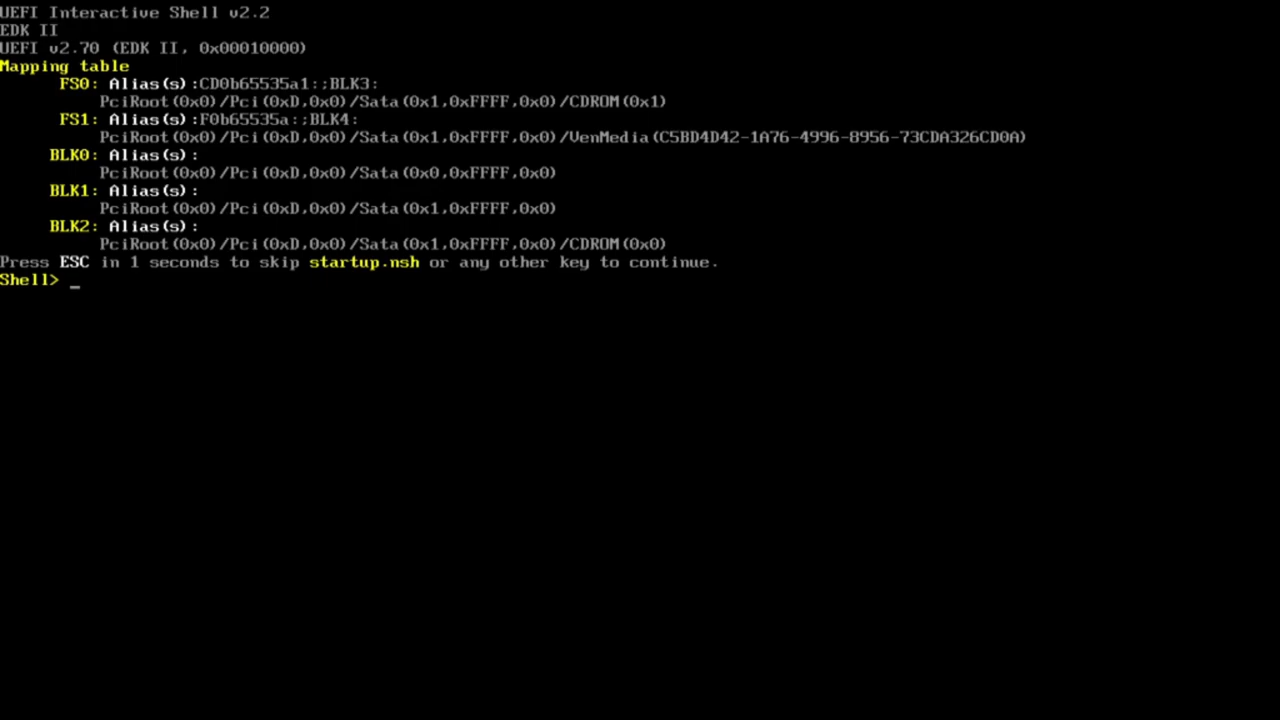 UEFI Interactive Shell v2.2
EDK II
UEFI v2.70 (EDK II, 0x00010000)
Mapping table
FS0: Alias(s):CD0b65535a1:;BLK3:
PciRoot(0x0)/Pci(0xD,0x0)/Sata(0x1,0xFFFF,0x0)/CDROM(0x1)
FS1: Alias(s):F0b65535a:;BLK4:
PciRoot(0x0)/Pci(0xD,0x0)/Sata(0x1,0xFFFF,0x0)/VenMedia(C5BD4D42-1A76-4996-8956-73CDA326CD0A)
BLK0: Alias(s):
PciRoot(0x0)/Pci(0xD,0x0)/Sata(0x0,0xFFFF,0x0)
BLK1: Alias(s):
PciRoot(0x0)/Pci(0xD,0x0)/Sata(0x1,0xFFFF,0x0)
BLK2: Alias(s):
PciRoot(0x0)/Pci(0xD,0x0)/Sata(0x1,0xFFFF,0x0)/CDROM(0x0)
Press ESC in 1 seconds to skip startup.nsh or any other key to continue.
Shell> _